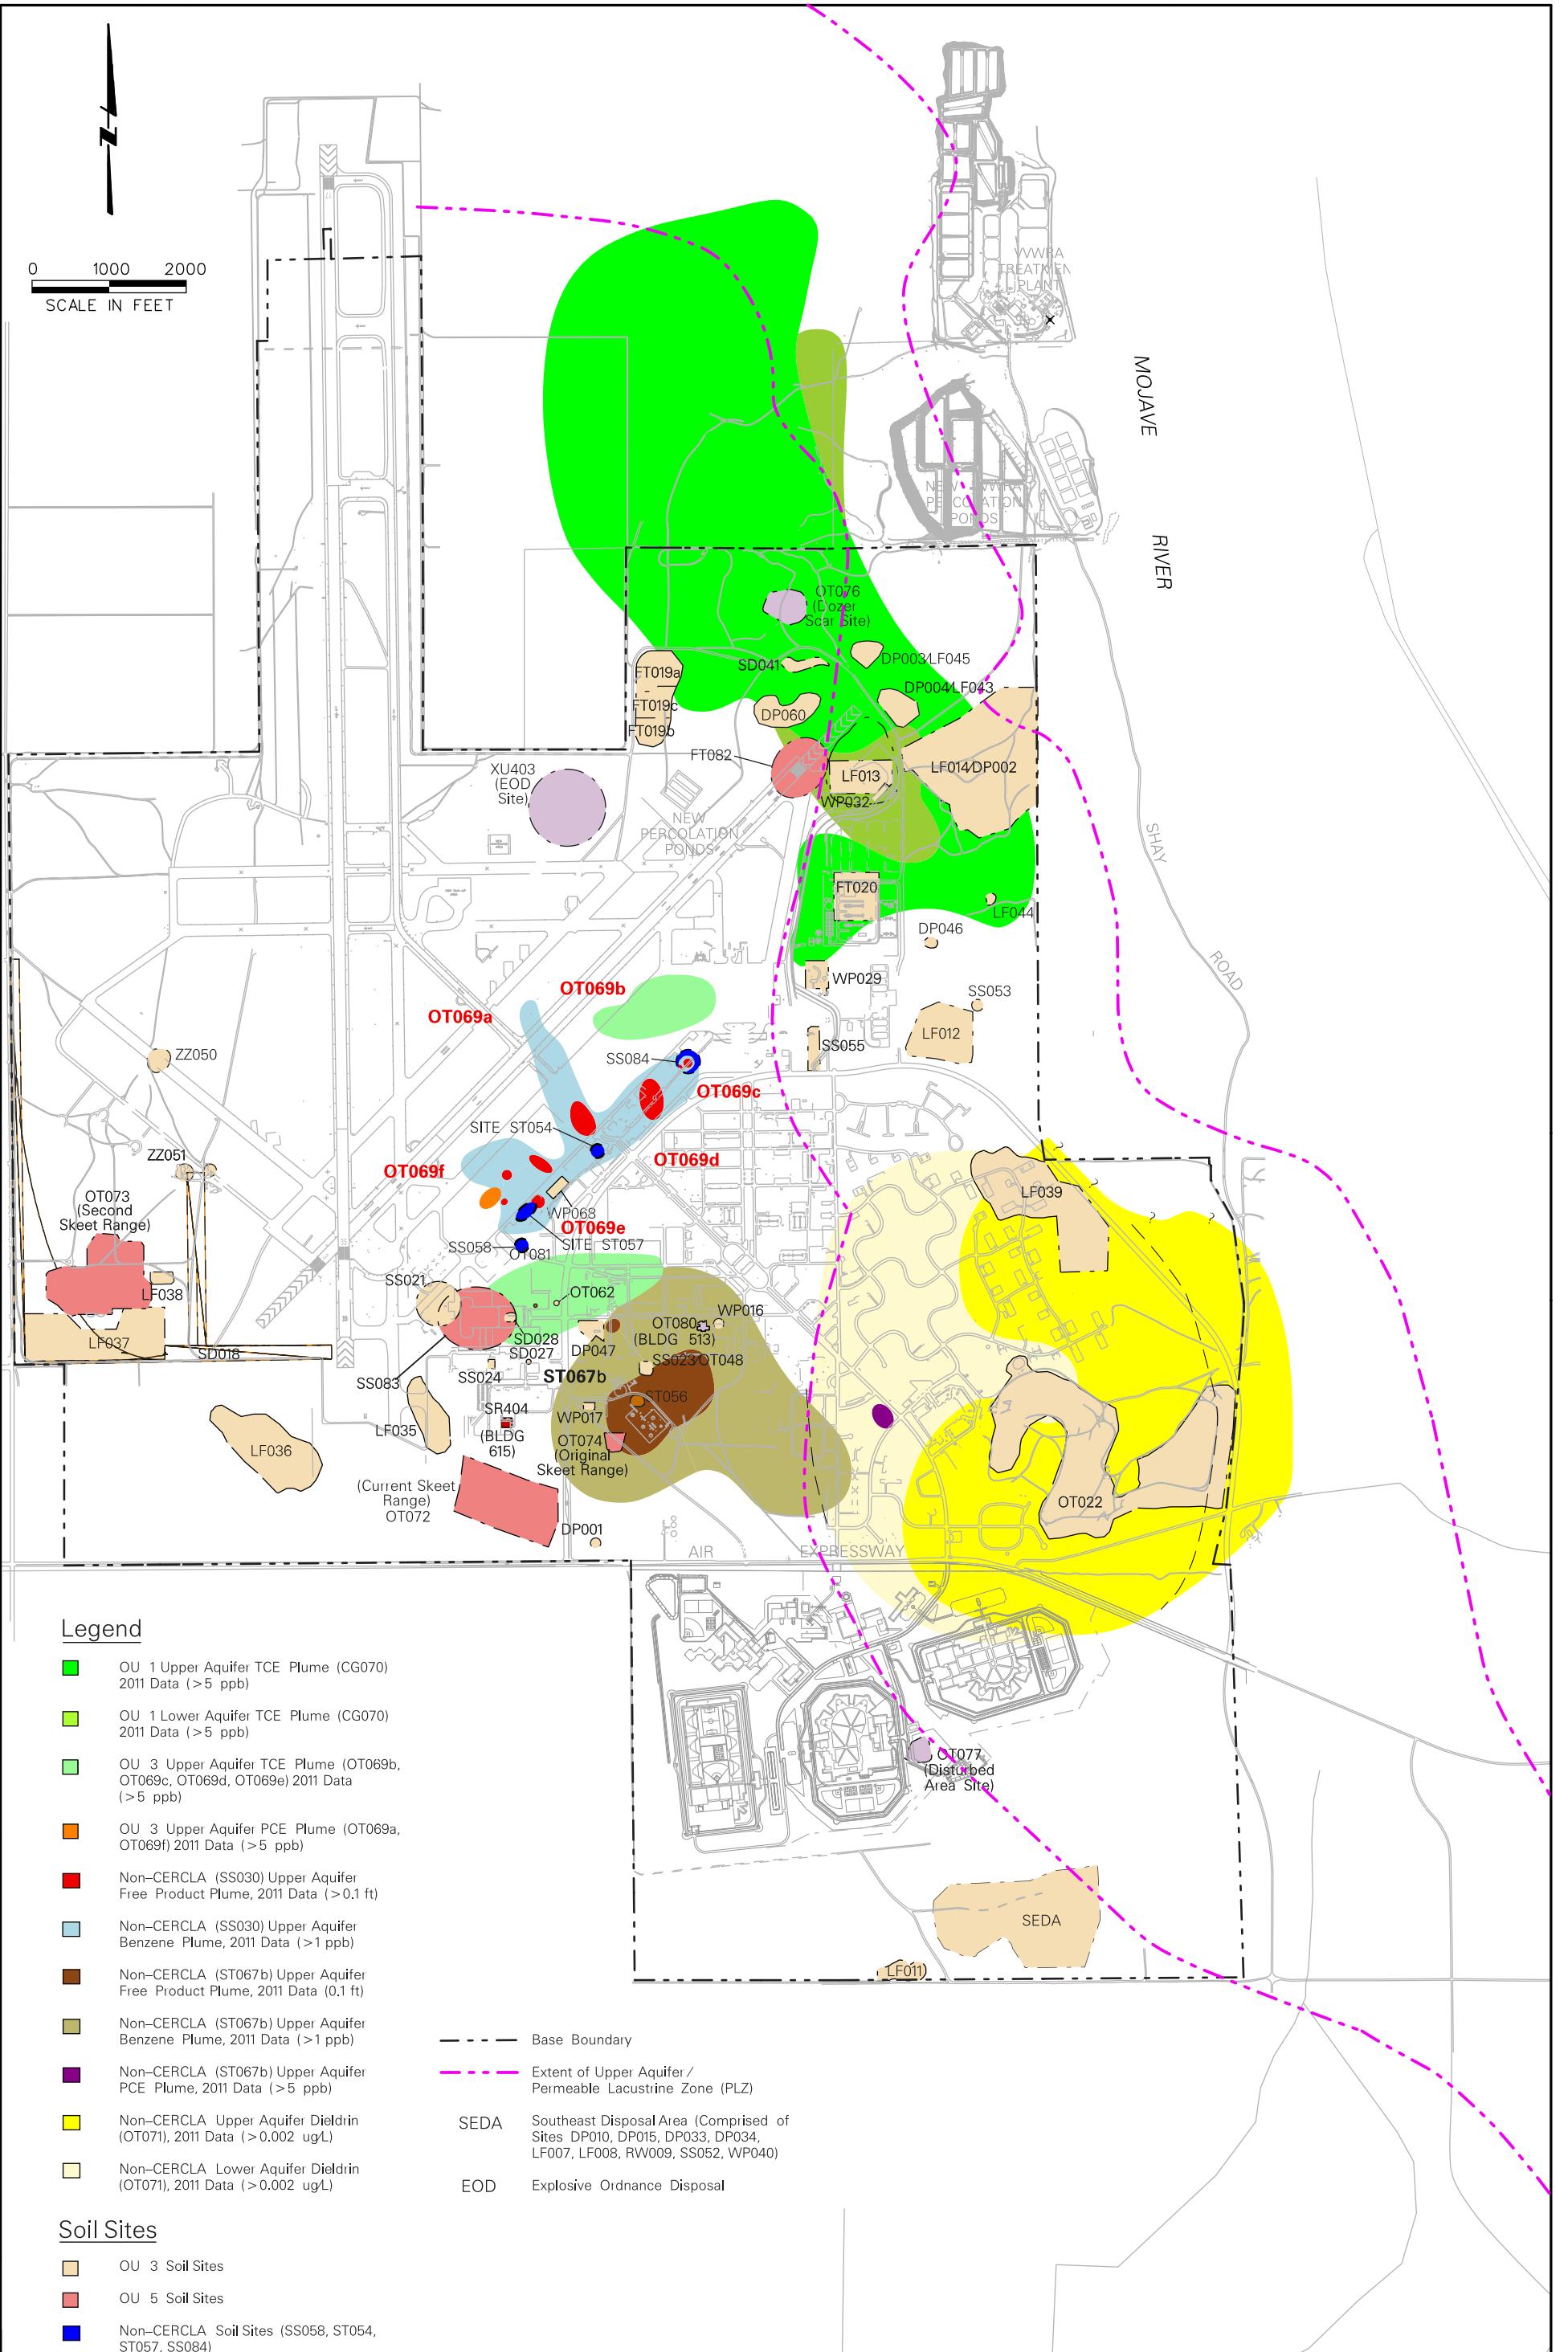 N
0 1000 2000
SCALE IN FEET
TREATMEN
PLANT
MOJAVE
RIVER
OT076
(Dozer
Scar Site)
SD041
DP003/LF045
DP004/LF043
FT019a
FT019c
FT019b
DP060
FT082
LF013
LF014/DP002
WP032
XU403
(EOD
Site)
NEW
PERCOLATION
PONDS
SHAY
ROAD
FT020
LF044
DP046
WP029
SS053
LF012
SS055
OT069b
OT069a
SS084
OT069c
SITE ST054
OT069d
OT069f
ZZ050
ZZ051
OT073
(Second
Skeet Range)
LF038
LF037
SD018
WP068
OT069e
SITE ST057
SS058
OT081
SS021
OT062
SD028
SD027
DP047
OT080
(BLDG 513)
WP016
SS023/OT048
SS083
SS024
ST067b
ST056
WP017
SR404
(BLDG
615)
OT074
(Original
Skeet Range)
LF035
LF036
(Current Skeet
Range)
OT072
DP001
AIR EXPRESSWAY
LF039
? ? ? ?
OT022
OT077
(Disturbed
Area Site)
SEDA
LF011
Legend
OU 1 Upper Aquifer TCE Plume (CG070)
2011 Data (>5 ppb)
OU 1 Lower Aquifer TCE Plume (CG070)
2011 Data (>5 ppb)
OU 3 Upper Aquifer TCE Plume (OT069b,
OT069c, OT069d, OT069e) 2011 Data
(>5 ppb)
OU 3 Upper Aquifer PCE Plume (OT069a,
OT069f) 2011 Data (>5 ppb)
Non–CERCLA (SS030) Upper Aquifer
Free Product Plume, 2011 Data (>0.1 ft)
Non–CERCLA (SS030) Upper Aquifer
Benzene Plume, 2011 Data (>1 ppb)
Non–CERCLA (ST067b) Upper Aquifer
Free Product Plume, 2011 Data (0.1 ft)
Non–CERCLA (ST067b) Upper Aquifer
Benzene Plume, 2011 Data (>1 ppb)
Non–CERCLA (ST067b) Upper Aquifer
PCE Plume, 2011 Data (>5 ppb)
Non–CERCLA Upper Aquifer Dieldrin
(OT071), 2011 Data (>0.002 ug/L)
Non–CERCLA Lower Aquifer Dieldrin
(OT071), 2011 Data (>0.002 ug/L)
Base Boundary
Extent of Upper Aquifer/
Permeable Lacustrine Zone (PLZ)
SEDA Southeast Disposal Area (Comprised of
Sites DP010, DP015, DP033, DP034,
LF007, LF008, RW009, SS052, WP040)
EOD Explosive Ordnance Disposal
Soil Sites
OU 3 Soil Sites
OU 5 Soil Sites
Non–CERCLA Soil Sites (SS058, ST054,
ST057, SS084)